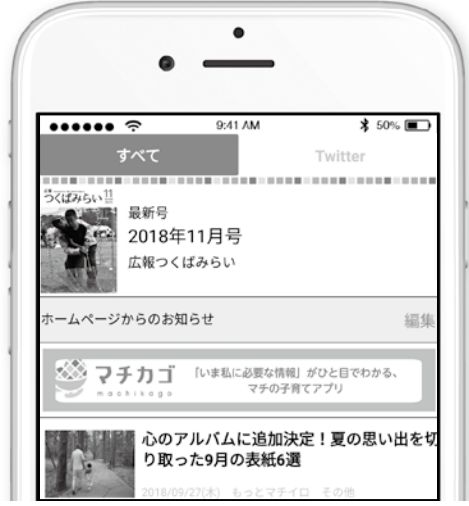 9:41 AM
50%
すべて
Twitter
つくばみらい 11
最新号
2018年11月号
広報つくばみらい
ホームページからのお知らせ
編集
マチカゴ
machikago
「いま私に必要な情報」がひと目でわかる、
マチの子育てアプリ
心のアルバムに追加決定！夏の思い出を切
り取った9月の表紙6選
2018/09/27(木) もっとマチイロ その他